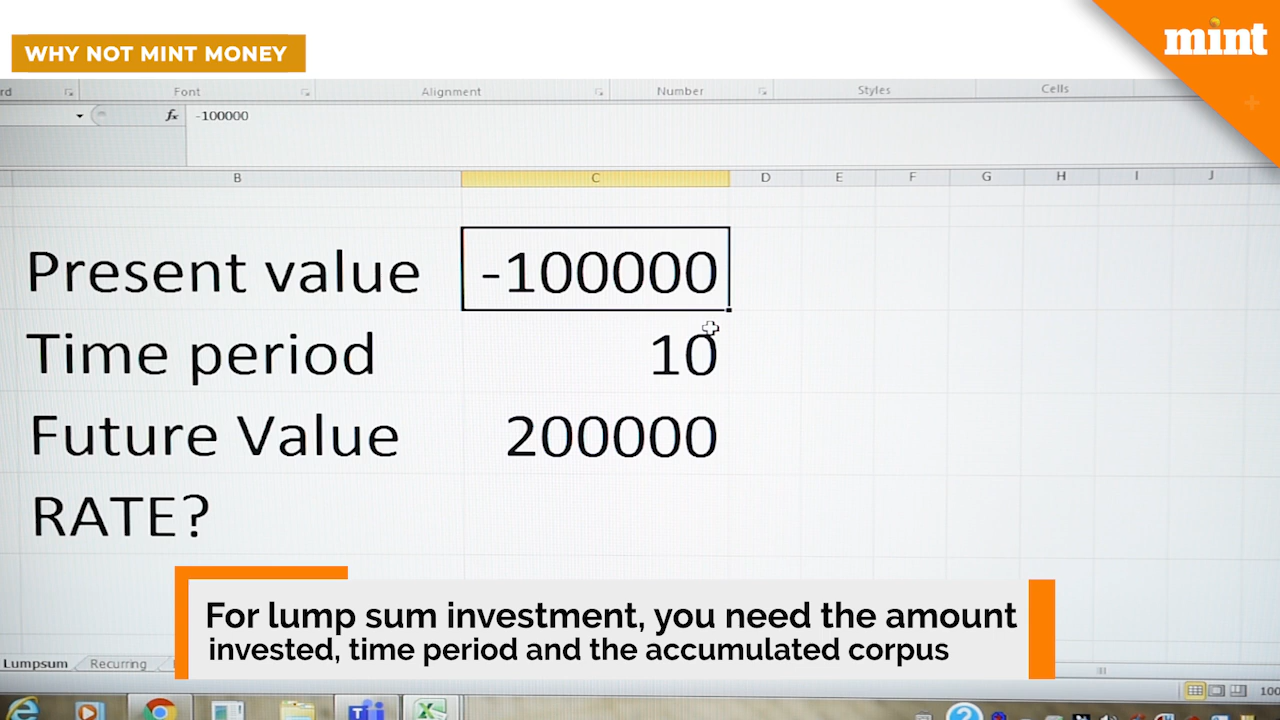 WHY NOT MINT MONEY
mint
rd
Font
Alignment
Number
Styles
Cells
fx
-100000
B
C
D
E
F
G
H
I
J
Present value
-100000
Time period
10
Future Value
200000
RATE?
For lump sum investment, you need the amount
invested, time period and the accumulated corpus
Lumpsum
Recurring
100